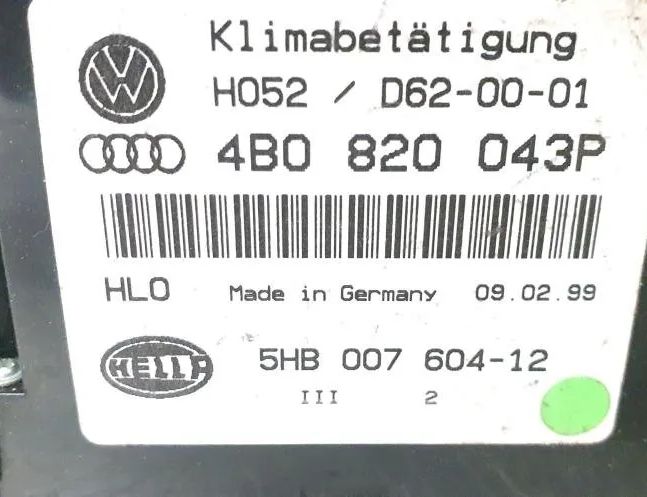 Klimabetätigung
H052 / D62-00-01
4B0 820 043P
HLO Made in Germany 09.02.99
HELLA 5HB 007 604-12
III 2